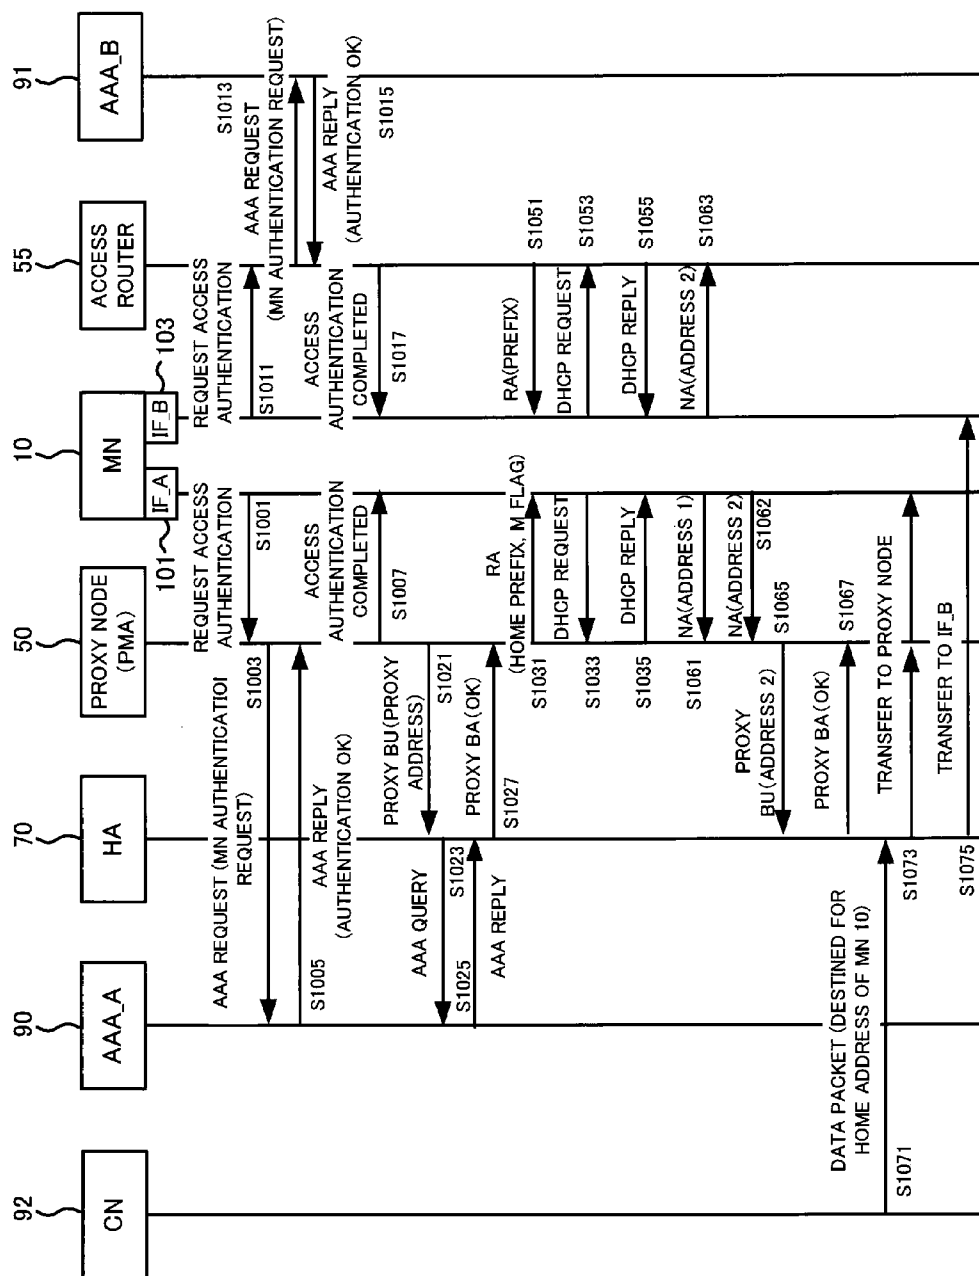 92
CN
90
AAA_A
70
HA
50
PROXY NODE
(PMA)
10
MN
101
IF_A
IF_B
103
55
ACCESS
ROUTER
91
AAA_B
REQUEST ACCESS
AUTHENTICATION
S1001
AAA REQUEST (MN AUTHENTICATION
REQUEST)
S1003
S1005
AAA REPLY
(AUTHENTICATION OK)
ACCESS
AUTHENTICATION
COMPLETED
S1007
REQUEST ACCESS
AUTHENTICATION
S1011
S1013
AAA REQUEST
(MN AUTHENTICATION REQUEST)
AAA REPLY
(AUTHENTICATION OK)
S1015
ACCESS
AUTHENTICATION
COMPLETED
S1017
PROXY BU(PROXY
ADDRESS)
S1021
AAA QUERY
S1023
S1025
AAA REPLY
PROXY BA(OK)
S1027
RA
(HOME PREFIX, M FLAG)
S1031
DHCP REQUEST
S1033
DHCP REPLY
S1035
RA(PREFIX)
S1051
DHCP REQUEST
S1053
DHCP REPLY
S1055
NA(ADDRESS 1)
S1061
NA(ADDRESS 2)
S1062
NA(ADDRESS 2)
S1063
PROXY
BU(ADDRESS 2)
S1065
PROXY BA(OK)
S1067
DATA PACKET (DESTINED FOR
HOME ADDRESS OF MN 10)
S1071
TRANSFER TO PROXY NODE
S1073
TRANSFER TO IF_B
S1075